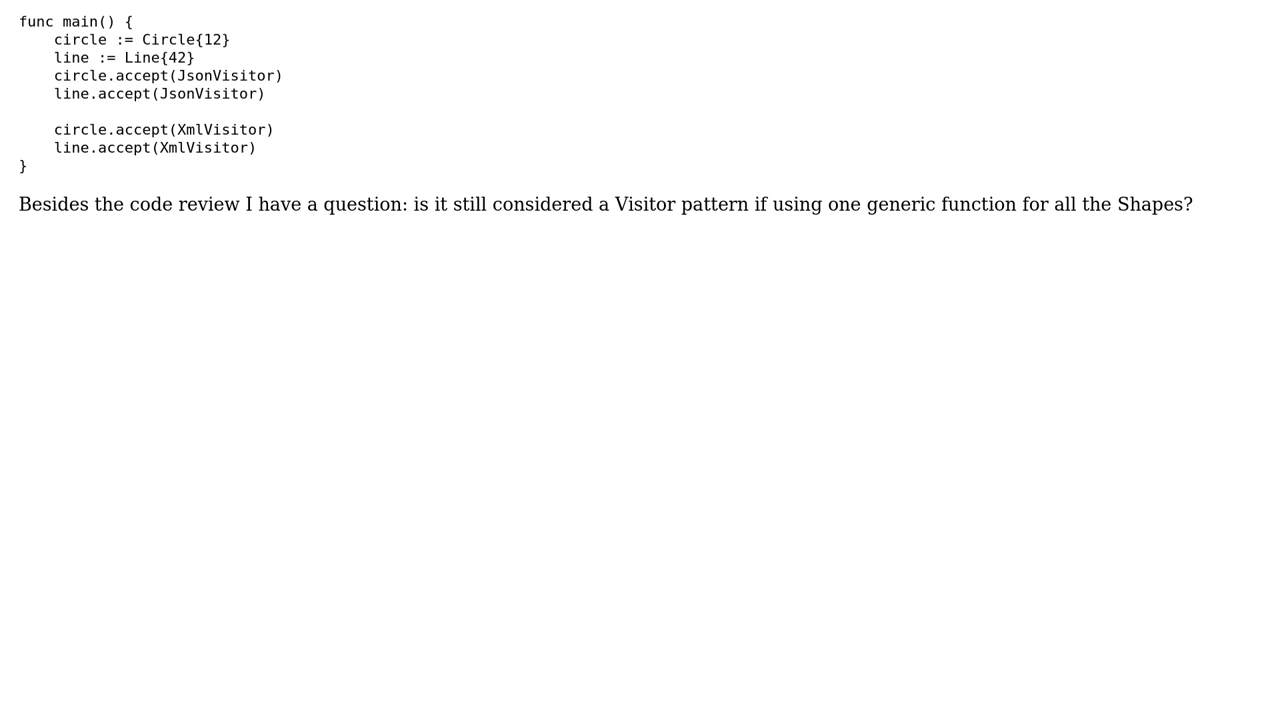 func main() {
    circle := Circle{12}
    line := Line{42}
    circle.accept(JsonVisitor)
    line.accept(JsonVisitor)

    circle.accept(XmlVisitor)
    line.accept(XmlVisitor)
}
Besides the code review I have a question: is it still considered a Visitor pattern if using one generic function for all the Shapes?